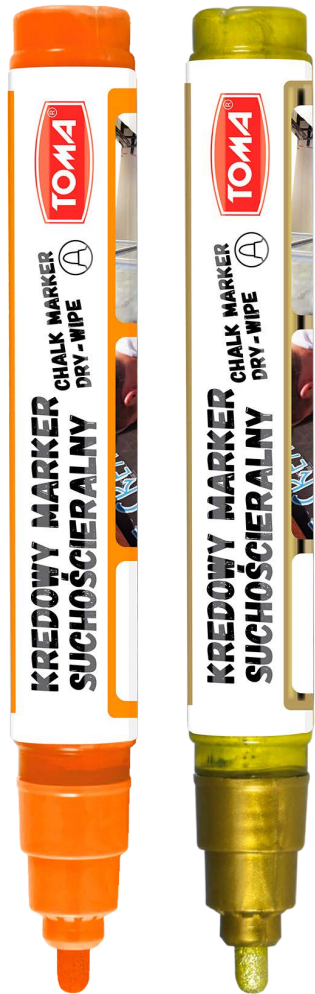 TOMA®
CHALK MARKER
DRY-WIPE
KREDOWY MARKER
SUCHOŚCIERALNY
TOMA®
CHALK MARKER
DRY-WIPE
KREDOWY MARKER
SUCHOŚCIERALNY